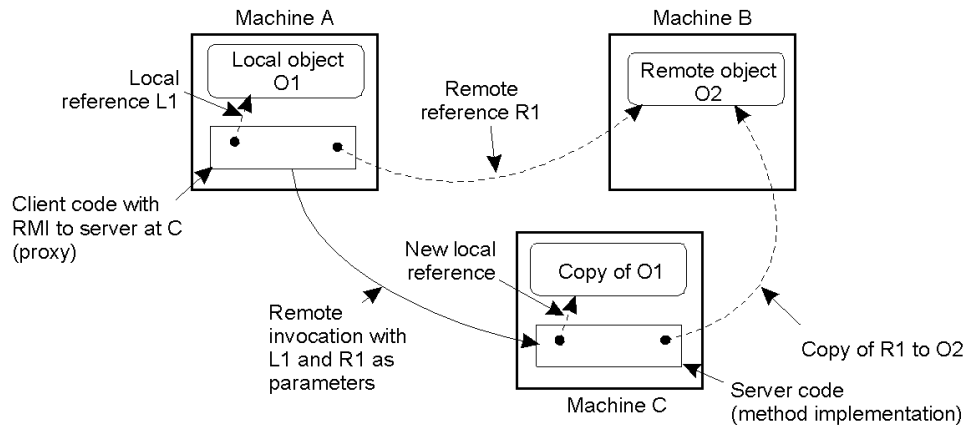 Machine A
Machine B
Local object
O1
Remote object
O2
Local
reference L1
Remote
reference R1
Client code with
RMI to server at C
(proxy)
New local
reference
Copy of O1
Remote
invocation with
L1 and R1 as
parameters
Copy of R1 to O2
Server code
(method implementation)
Machine C